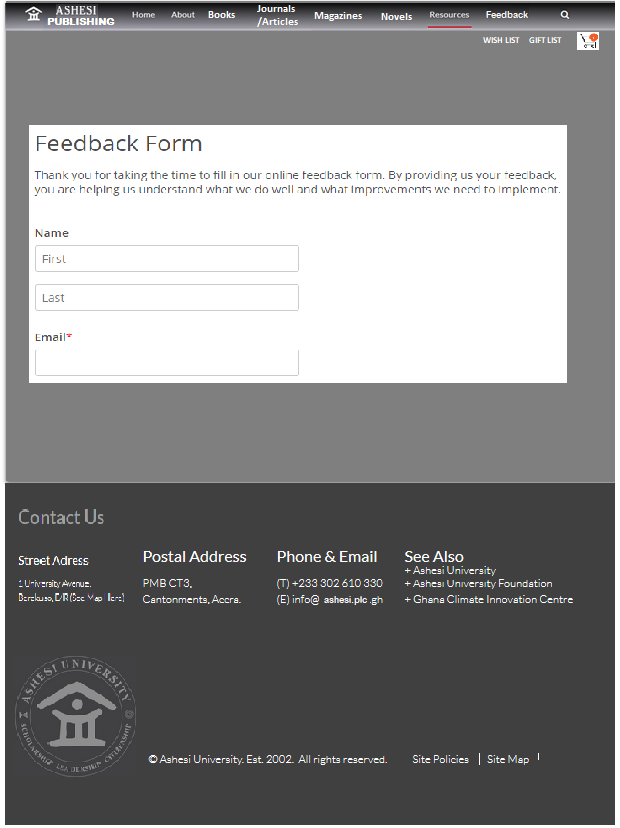 ASHESI
PUBLISHING
Home About Books Journals /Articles Magazines Novels Resources Feedback
WISH LIST GIFT LIST
Feedback Form
Thank you for taking the time to fill in our online feedback form. By providing us your feedback,
you are helping us understand what we do well and what improvements we need to implement.
Name
First
Last
Email*
Contact Us
Street Adress
1 University Avenue,
Berekuso, E/R (See Map Here)
Postal Address
PMB CT3,
Cantonments, Accra.
Phone & Email
(T) +233 302 610 330
(E) info@ ashesi.plc .gh
See Also
+ Ashesi University
+ Ashesi University Foundation
+ Ghana Climate Innovation Centre
ASHESI UNIVERSITY
SCHOLARSHIP LEADERSHIP CITIZENSHIP
© Ashesi University. Est. 2002. All rights reserved. Site Policies | Site Map |